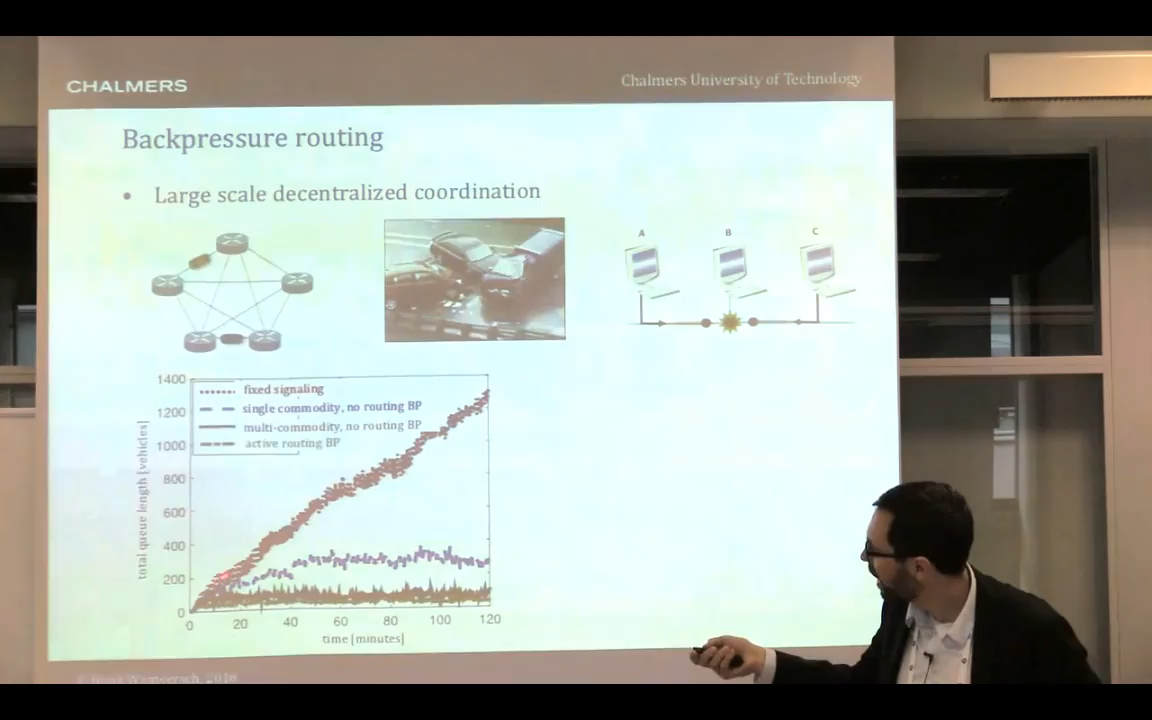 CHALMERS
Chalmers University of Technology
Backpressure routing
• Large scale decentralized coordination
A B C
1400
1200
1000
800
600
400
200
0
total queue length [vehicles]
fixed signaling
single commodity, no routing BP
multi-commodity, no routing BP
active routing BP
0 20 40 60 80 100 120
time [minutes]